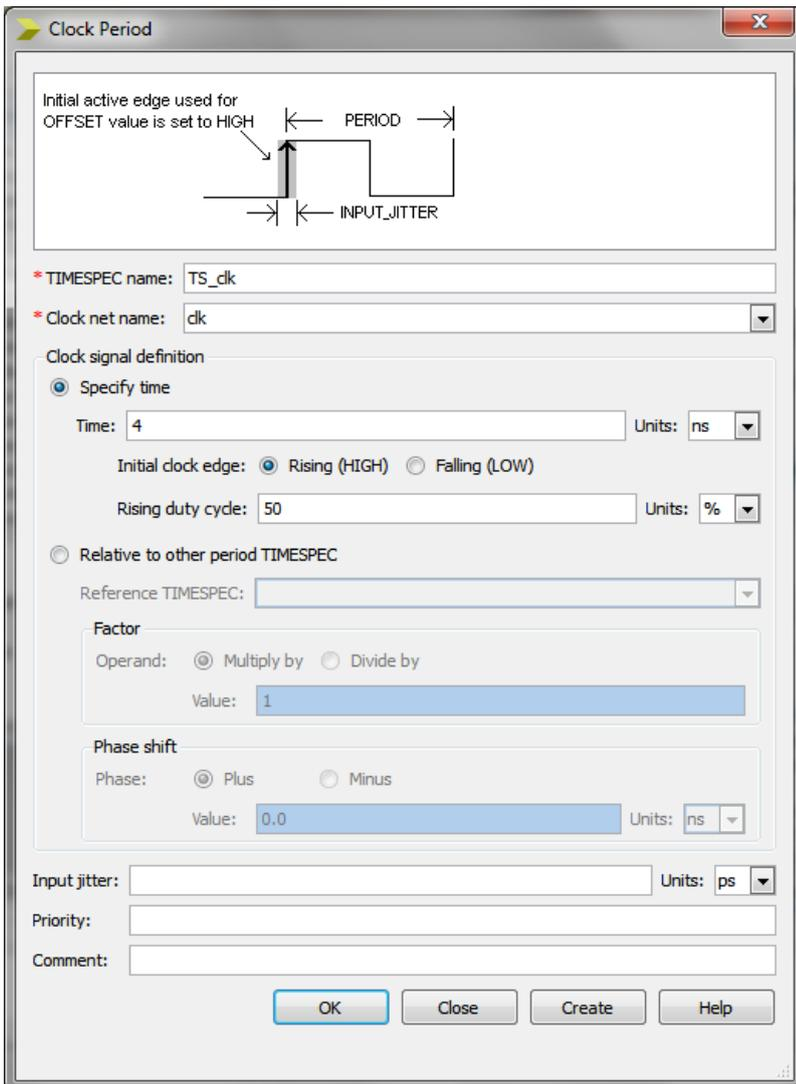 Clock Period
Initial active edge used for
OFFSET value is set to HIGH
PERIOD
INPUT_JITTER
* TIMESPEC name: TS_clk
* Clock net name: clk
Clock signal definition
Specify time
Time: 4 Units: ns
Initial clock edge: Rising (HIGH) Falling (LOW)
Rising duty cycle: 50 Units: %
Relative to other period TIMESPEC
Reference TIMESPEC:
Factor
Operand: Multiply by Divide by
Value: 1
Phase shift
Phase: Plus Minus
Value: 0.0 Units: ns
Input jitter: Units: ps
Priority:
Comment:
OK Close Create Help